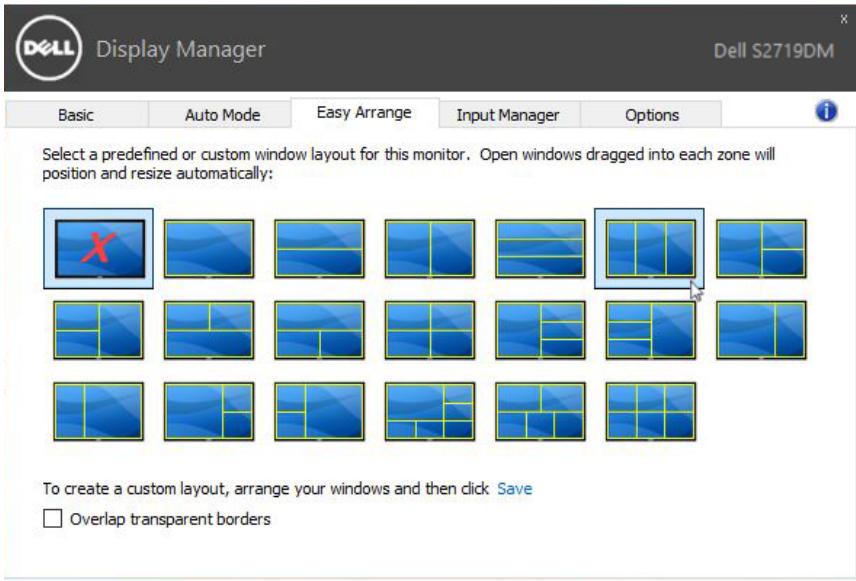 x
DELL Display Manager Dell S2719DM
Basic Auto Mode Easy Arrange Input Manager Options i
Select a predefined or custom window layout for this monitor. Open windows dragged into each zone will
position and resize automatically:
X
To create a custom layout, arrange your windows and then click Save
Overlap transparent borders